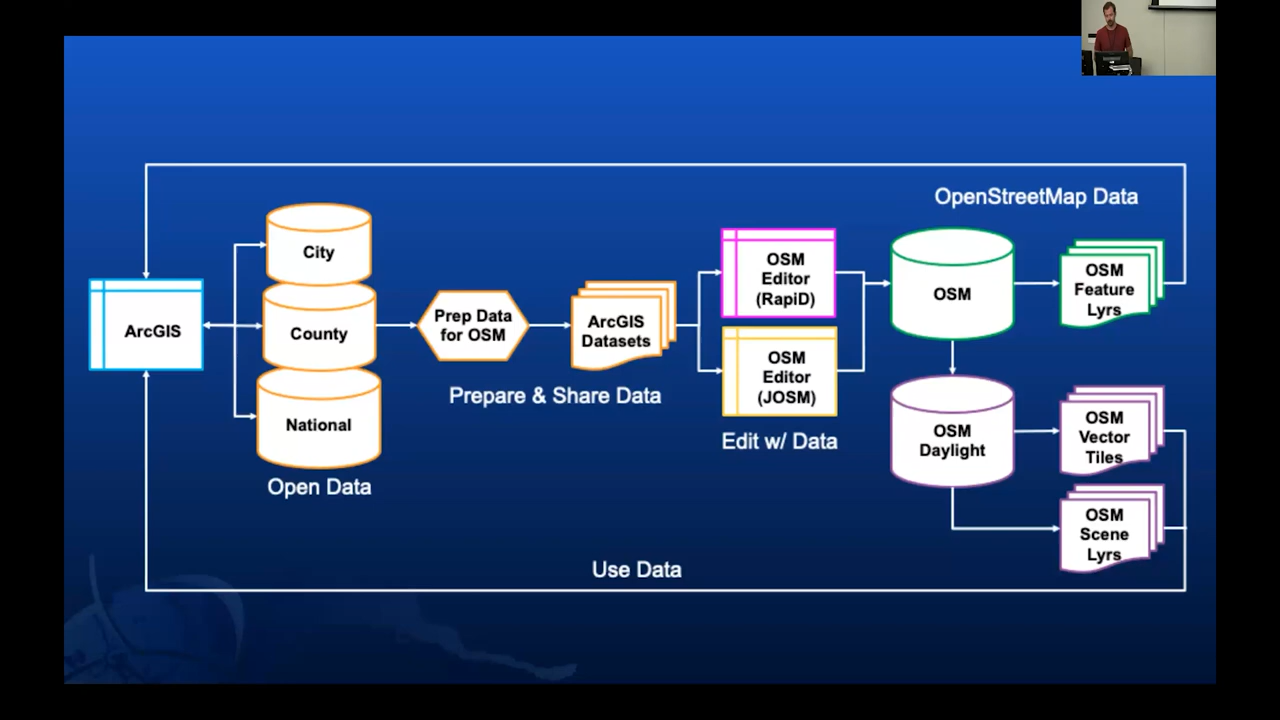 OpenStreetMap Data
City
County
National
ArcGIS
Open Data
Prep Data
for OSM
ArcGIS
Datasets
Prepare & Share Data
OSM
Editor
(RapiD)
OSM
Editor
(JOSM)
Edit w/ Data
OSM
OSM
Feature
Lyrs
OSM
Daylight
OSM
Vector
Tiles
OSM
Scene
Lyrs
Use Data